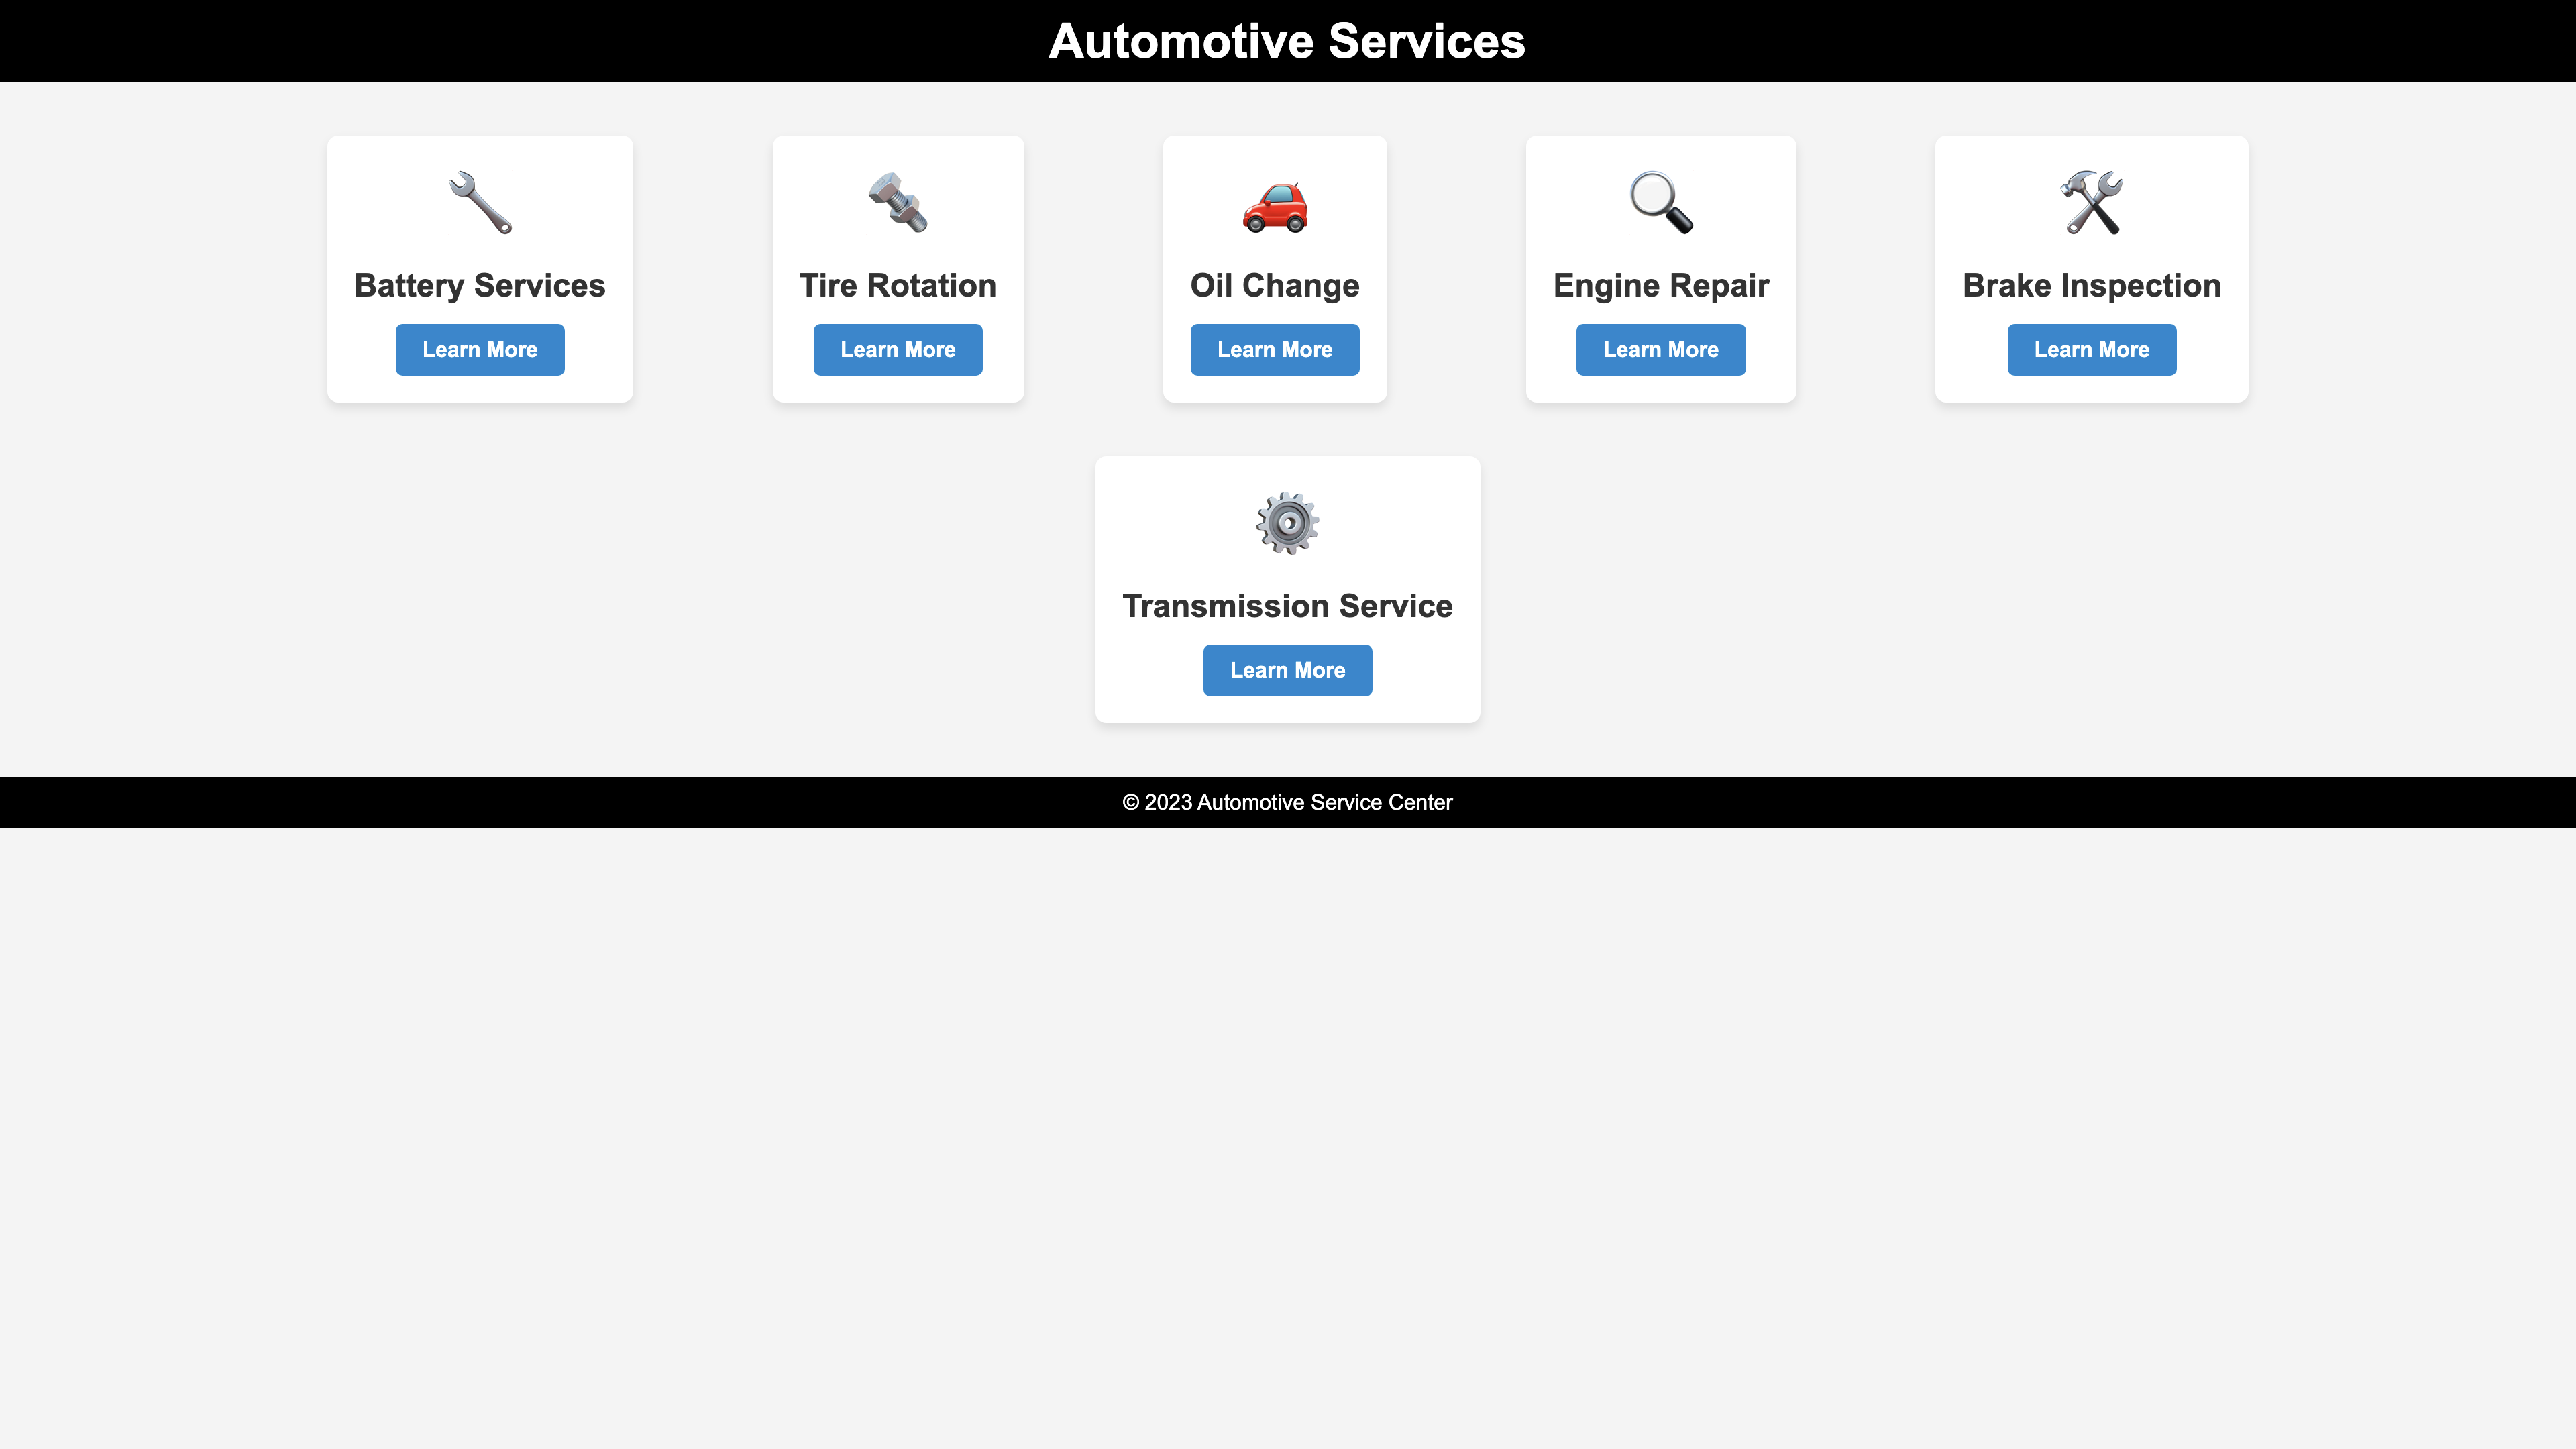 Automotive Services
Battery Services
Learn More
Tire Rotation
Learn More
Oil Change
Learn More
Engine Repair
Learn More
Brake Inspection
Learn More
Transmission Service
Learn More
© 2023 Automotive Service Center